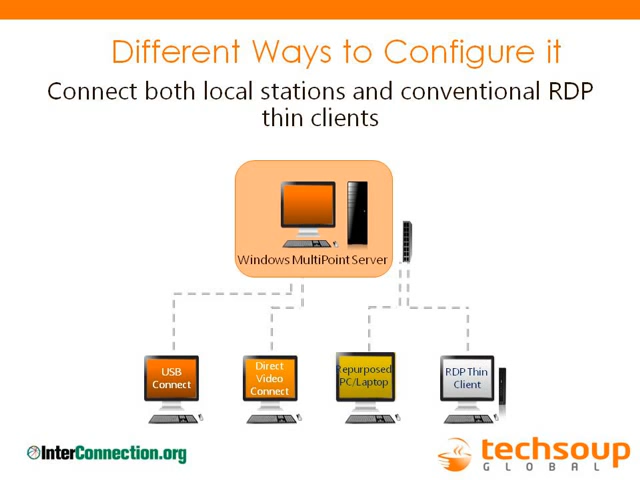 Different Ways to Configure it
Connect both local stations and conventional RDP
thin clients
Windows MultiPoint Server
USB
Connect
Direct
Video
Connect
Repurposed
PC/Laptop
RDP Thin
Client
InterConnection.org
techsoup
GLOBAL